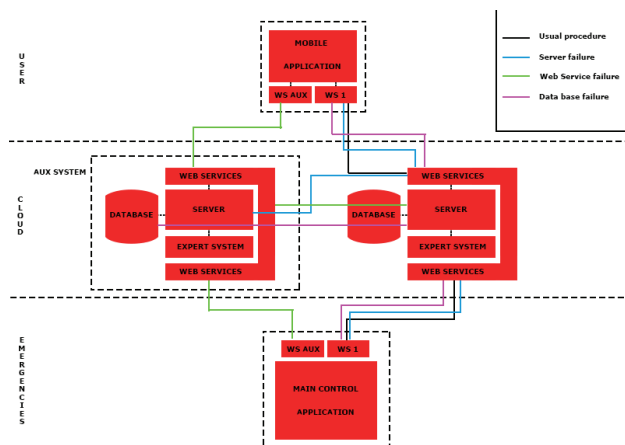 USER
MOBILE
APPLICATION
WS AUX
WS 1
Usual procedure
Server failure
Web Service failure
Data base failure
AUX SYSTEM
CLOUD
WEB SERVICES
DATABASE
SERVER
EXPERT SYSTEM
WEB SERVICES
WEB SERVICES
DATABASE
SERVER
EXPERT SYSTEM
WEB SERVICES
EMERGENCIES
WS AUX
WS 1
MAIN CONTROL
APPLICATION